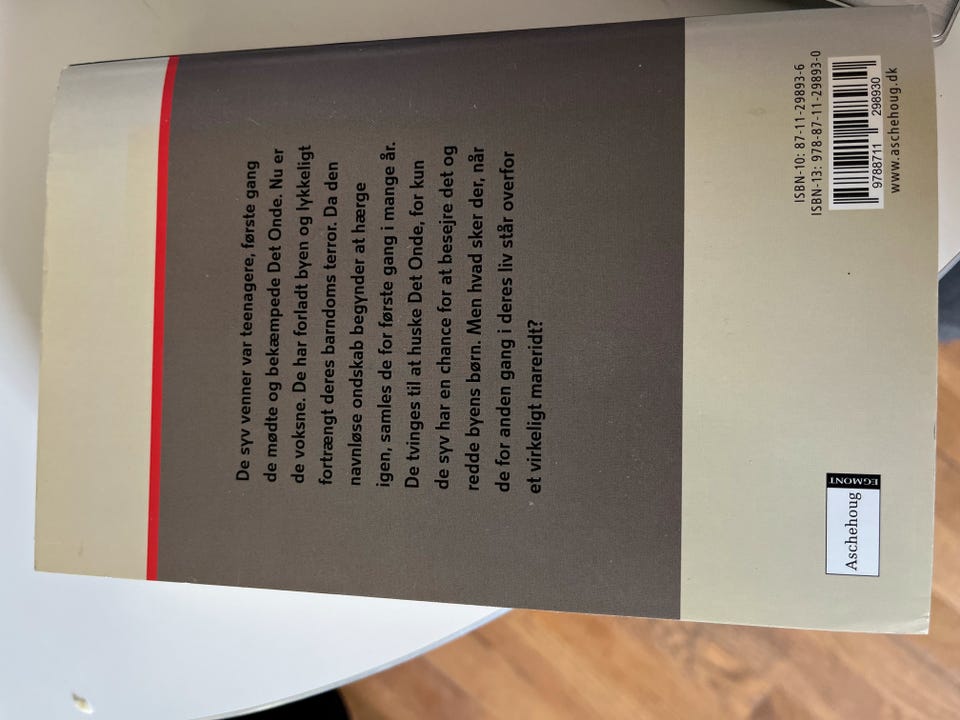 De syv venner var teenagere, første gang
de mødte og bekæmpede Det Onde. Nu er
de voksne. De har forladt byen og lykkeligt
fortrængt deres barndoms terror. Da den
navnløse ondskab begynder at hærge
igen, samles de for første gang i mange år.
De tvinges til at huske Det Onde, for kun
de syv har en chance for at besejre det og
redde byens børn. Men hvad sker der, når
de for anden gang i deres liv står overfor
et virkeligt mareridt?
Aschehoug
EGMONT
ISBN-10: 87-11-29893-6
ISBN-13: 978-87-11-29893-0
9 788711 298930
www.aschehoug.dk